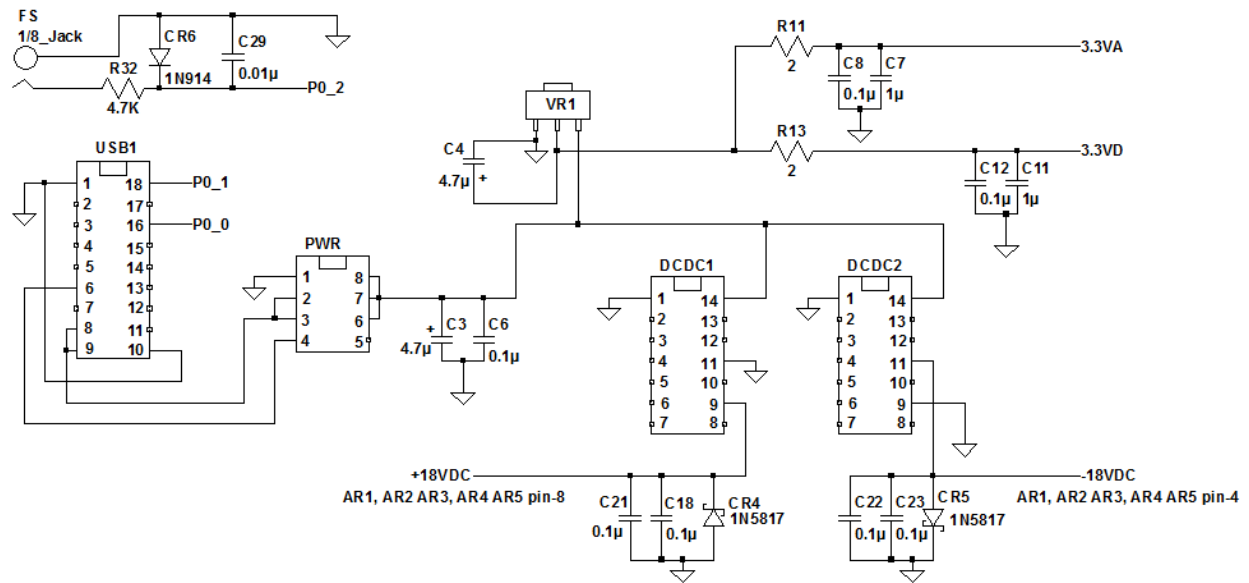 FS
1/8_Jack
CR6
1N914
C29
0.01µ
R32
4.7K
P0_2
R11
2
3.3VA
C8
0.1µ
C7
1µ
VR1
C4
4.7µ
+
R13
2
3.3VD
C12
0.1µ
C11
1µ
USB1
1 18
2 17
3 16
4 15
5 14
6 13
7 12
8 11
9 10
P0_1
P0_0
PWR
1 8
2 7
3 6
4 5
+
C3
4.7µ
C6
0.1µ
DCDC1
1 14
2 13
3 12
4 11
5 10
6 9
7 8
DCDC2
1 14
2 13
3 12
4 11
5 10
6 9
7 8
+18VDC
AR1, AR2 AR3, AR4 AR5 pin-8
C21
0.1µ
C18
0.1µ
CR4
1N5817
C22
0.1µ
C23
0.1µ
CR5
1N5817
-18VDC
AR1, AR2 AR3, AR4 AR5 pin-4